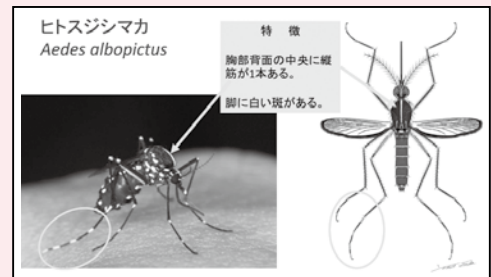 ヒトスジシマカ
Aedes albopictus
特　徴
胸部背面の中央に縦
筋が1本ある。
脚に白い斑がある。